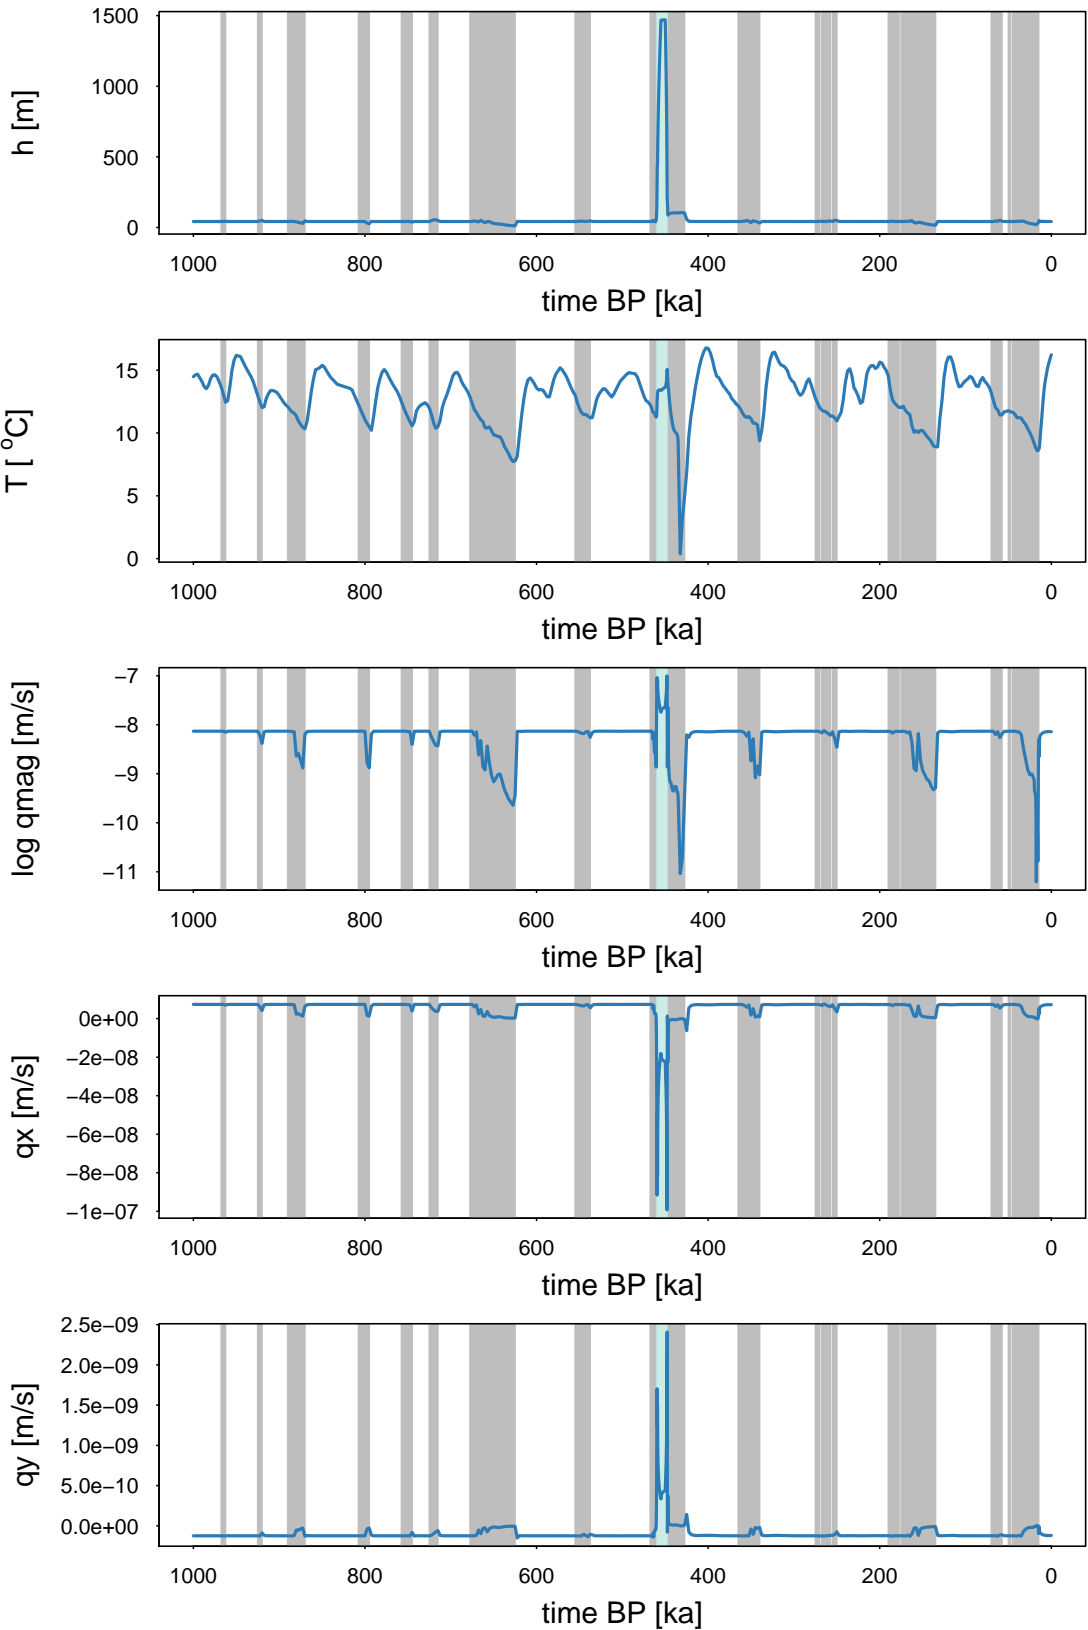 1500
1000
500
0
h [m]
1000 800 600 400 200 0
time BP [ka]
15
10
5
0
T [ °C]
1000 800 600 400 200 0
time BP [ka]
−7
−8
−9
−10
−11
log qmag [m/s]
1000 800 600 400 200 0
time BP [ka]
0e+00
−2e−08
−4e−08
−6e−08
−8e−08
−1e−07
qx [m/s]
1000 800 600 400 200 0
time BP [ka]
2.5e−09
2.0e−09
1.5e−09
1.0e−09
5.0e−10
0.0e+00
qy [m/s]
1000 800 600 400 200 0
time BP [ka]